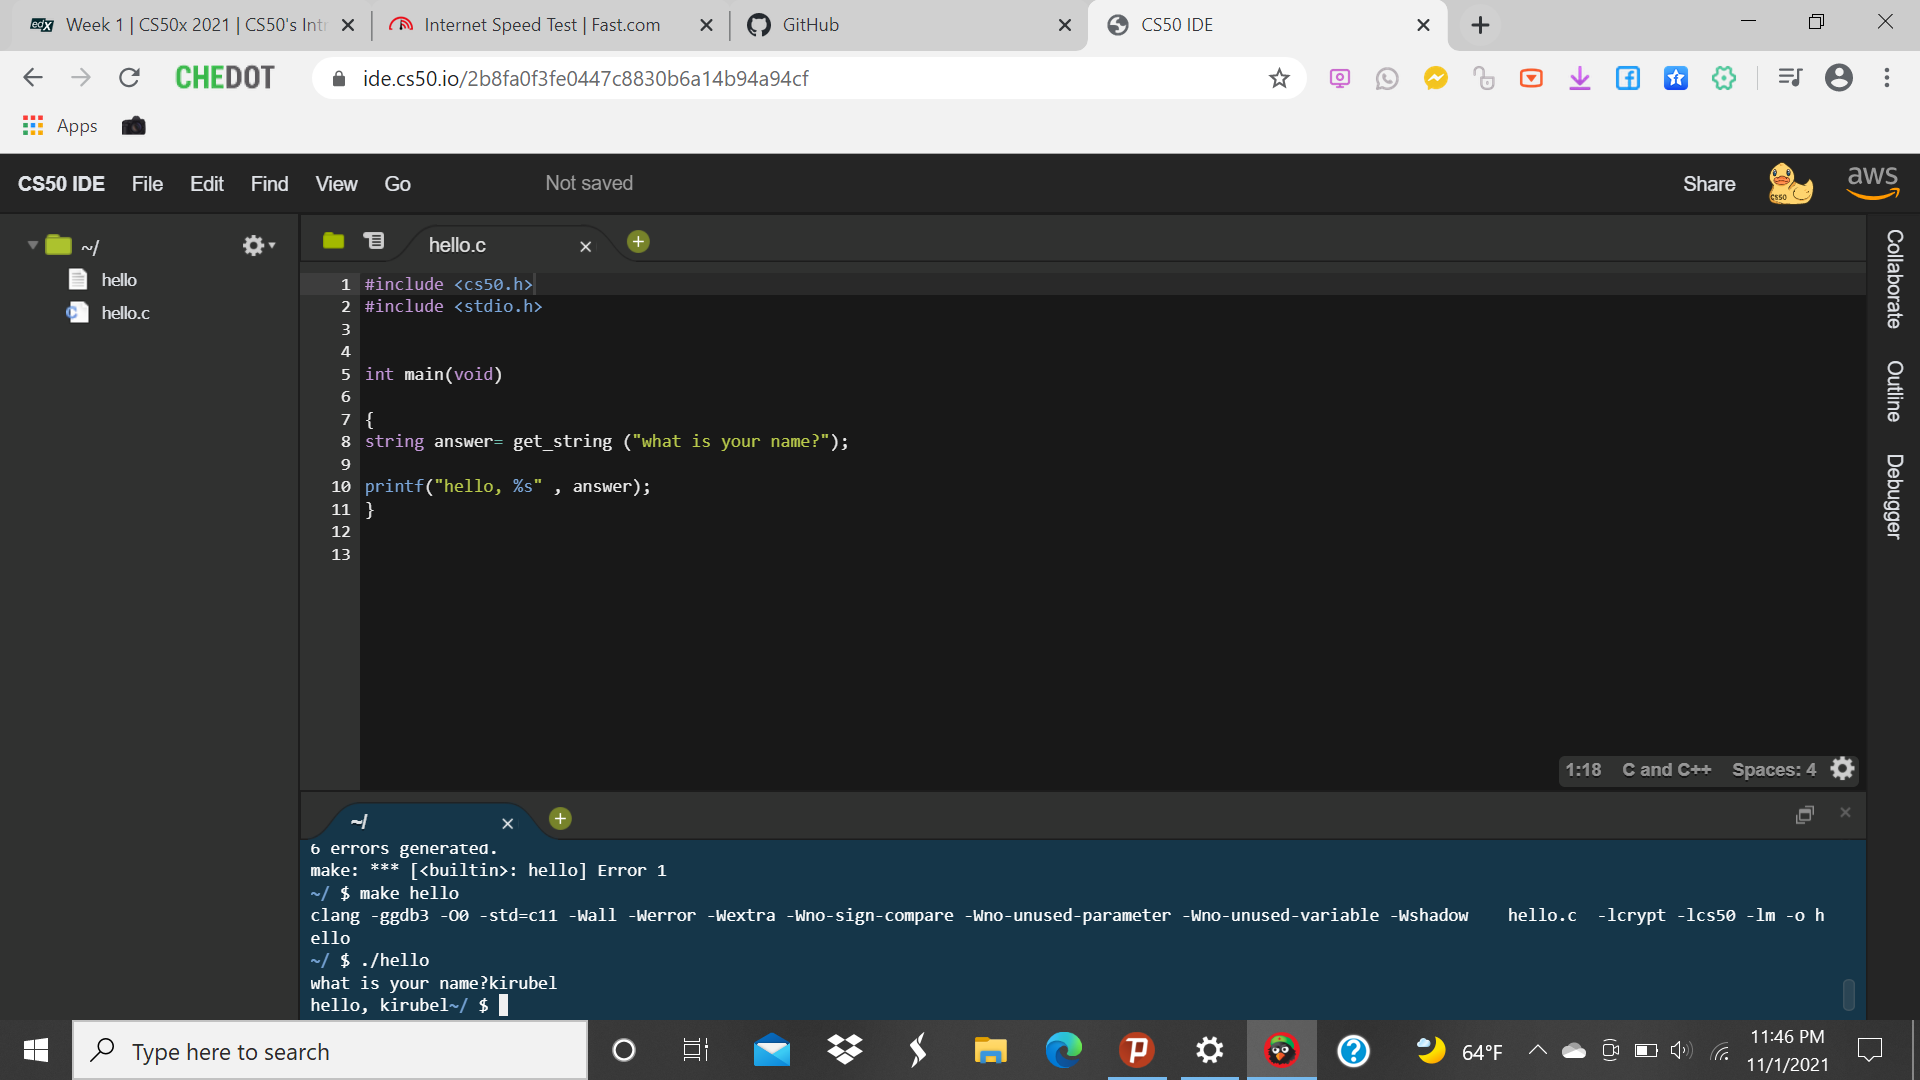 edX Week 1 | CS50x 2021 | CS50's Intr
Internet Speed Test | Fast.com
GitHub
CS50 IDE
CHEDOT
ide.cs50.io/2b8fa0f3fe0447c8830b6a14b94a94cf
Apps
CS50 IDE File Edit Find View Go Not saved Share CS50 aws
~/
hello
hello.c
hello.c
1 #include <cs50.h>
2 #include <stdio.h>
3
4
5 int main(void)
6
7 {
8 string answer= get_string ("what is your name?");
9
10 printf("hello, %s" , answer);
11 }
12
13
Collaborate
Outline
Debugger
1:18 C and C++ Spaces: 4
~/
6 errors generated.
make: *** [<builtin>: hello] Error 1
~/ $ make hello
clang -ggdb3 -O0 -std=c11 -Wall -Werror -Wextra -Wno-sign-compare -Wno-unused-parameter -Wno-unused-variable -Wshadow    hello.c  -lcrypt -lcs50 -lm -o h
ello
~/ $ ./hello
what is your name?kirubel
hello, kirubel~/ $
Type here to search
64°F
11:46 PM
11/1/2021